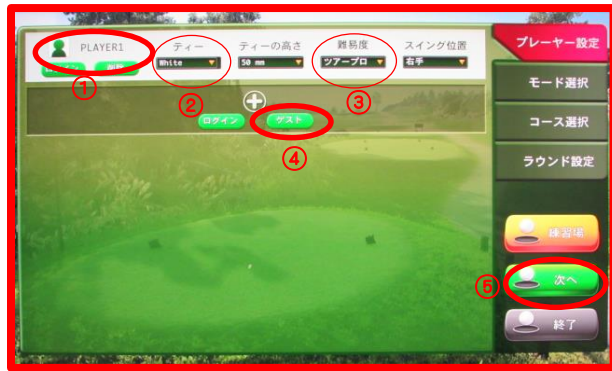 PLAYER1 ティー ティーの高さ 難易度 スイング位置 プレーヤー設定
White 50 mm ツアープロ 右手
① ② ③
モード選択
ログイン ゲスト
コース選択
④
ラウンド設定
練習場
⑤ 次へ
終了